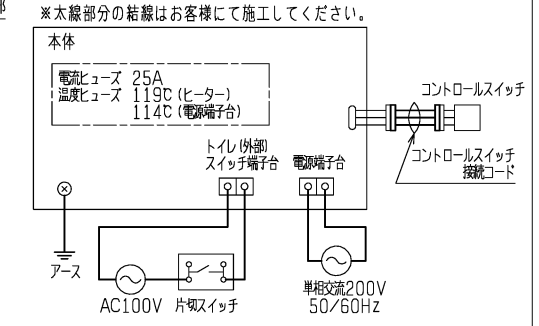 部
※太線部分の結線はお客様にて施工してください。
本体
電流ヒューズ 25A
温度ヒューズ 119℃(ヒーター)
114℃(電源端子台)
コントロールスイッチ
トイレ(外部)
スイッチ端子台
電源端子台
コントロールスイッチ
接続コード
アース
AC100V
片切スイッチ
単相交流200V
50/60Hz